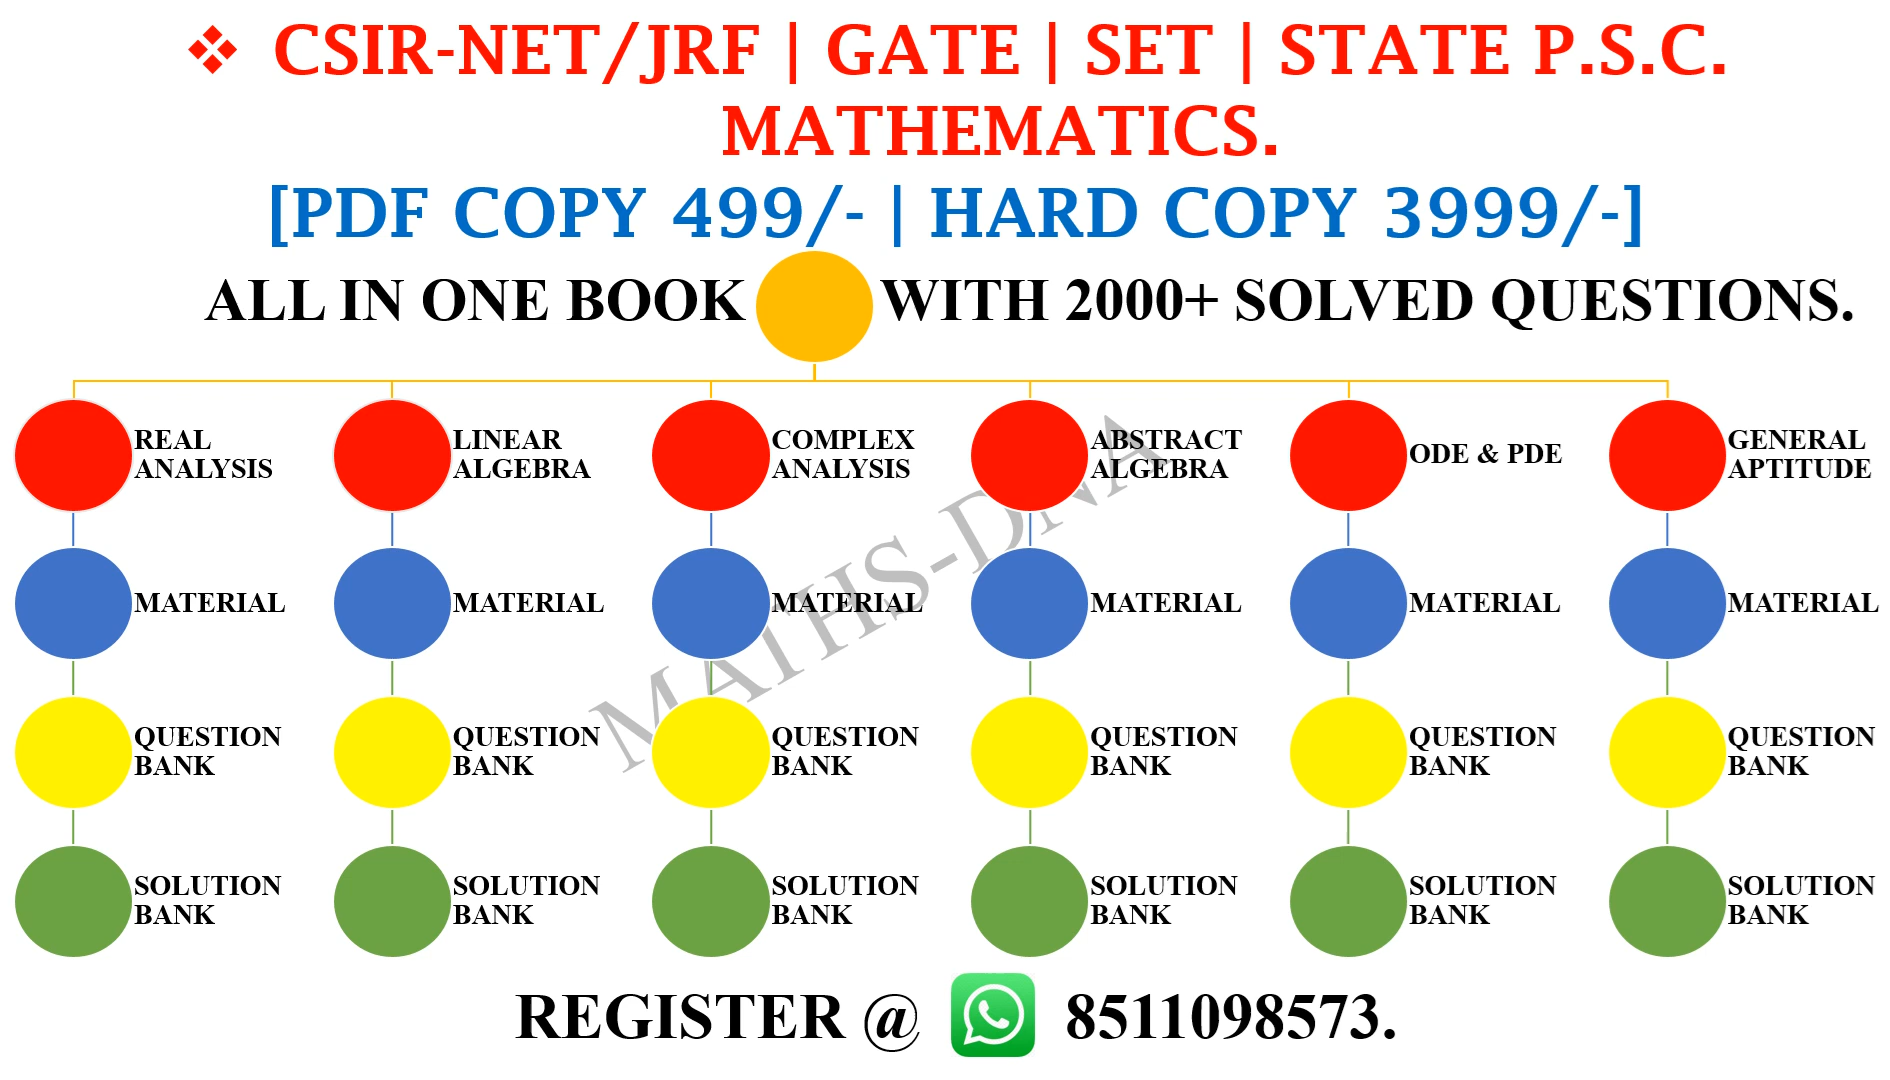 ❖ CSIR-NET/JRF | GATE | SET | STATE P.S.C.
MATHEMATICS.
[PDF COPY 499/- | HARD COPY 3999/-]
ALL IN ONE BOOK WITH 2000+ SOLVED QUESTIONS.
REAL
ANALYSIS
LINEAR
ALGEBRA
COMPLEX
ANALYSIS
ABSTRACT
ALGEBRA
ODE & PDE
GENERAL
APTITUDE
MATERIAL
MATERIAL
MATERIAL
MATERIAL
MATERIAL
MATERIAL
QUESTION
BANK
QUESTION
BANK
QUESTION
BANK
QUESTION
BANK
QUESTION
BANK
QUESTION
BANK
SOLUTION
BANK
SOLUTION
BANK
SOLUTION
BANK
SOLUTION
BANK
SOLUTION
BANK
SOLUTION
BANK
MATHS-DNA
REGISTER @ 8511098573.